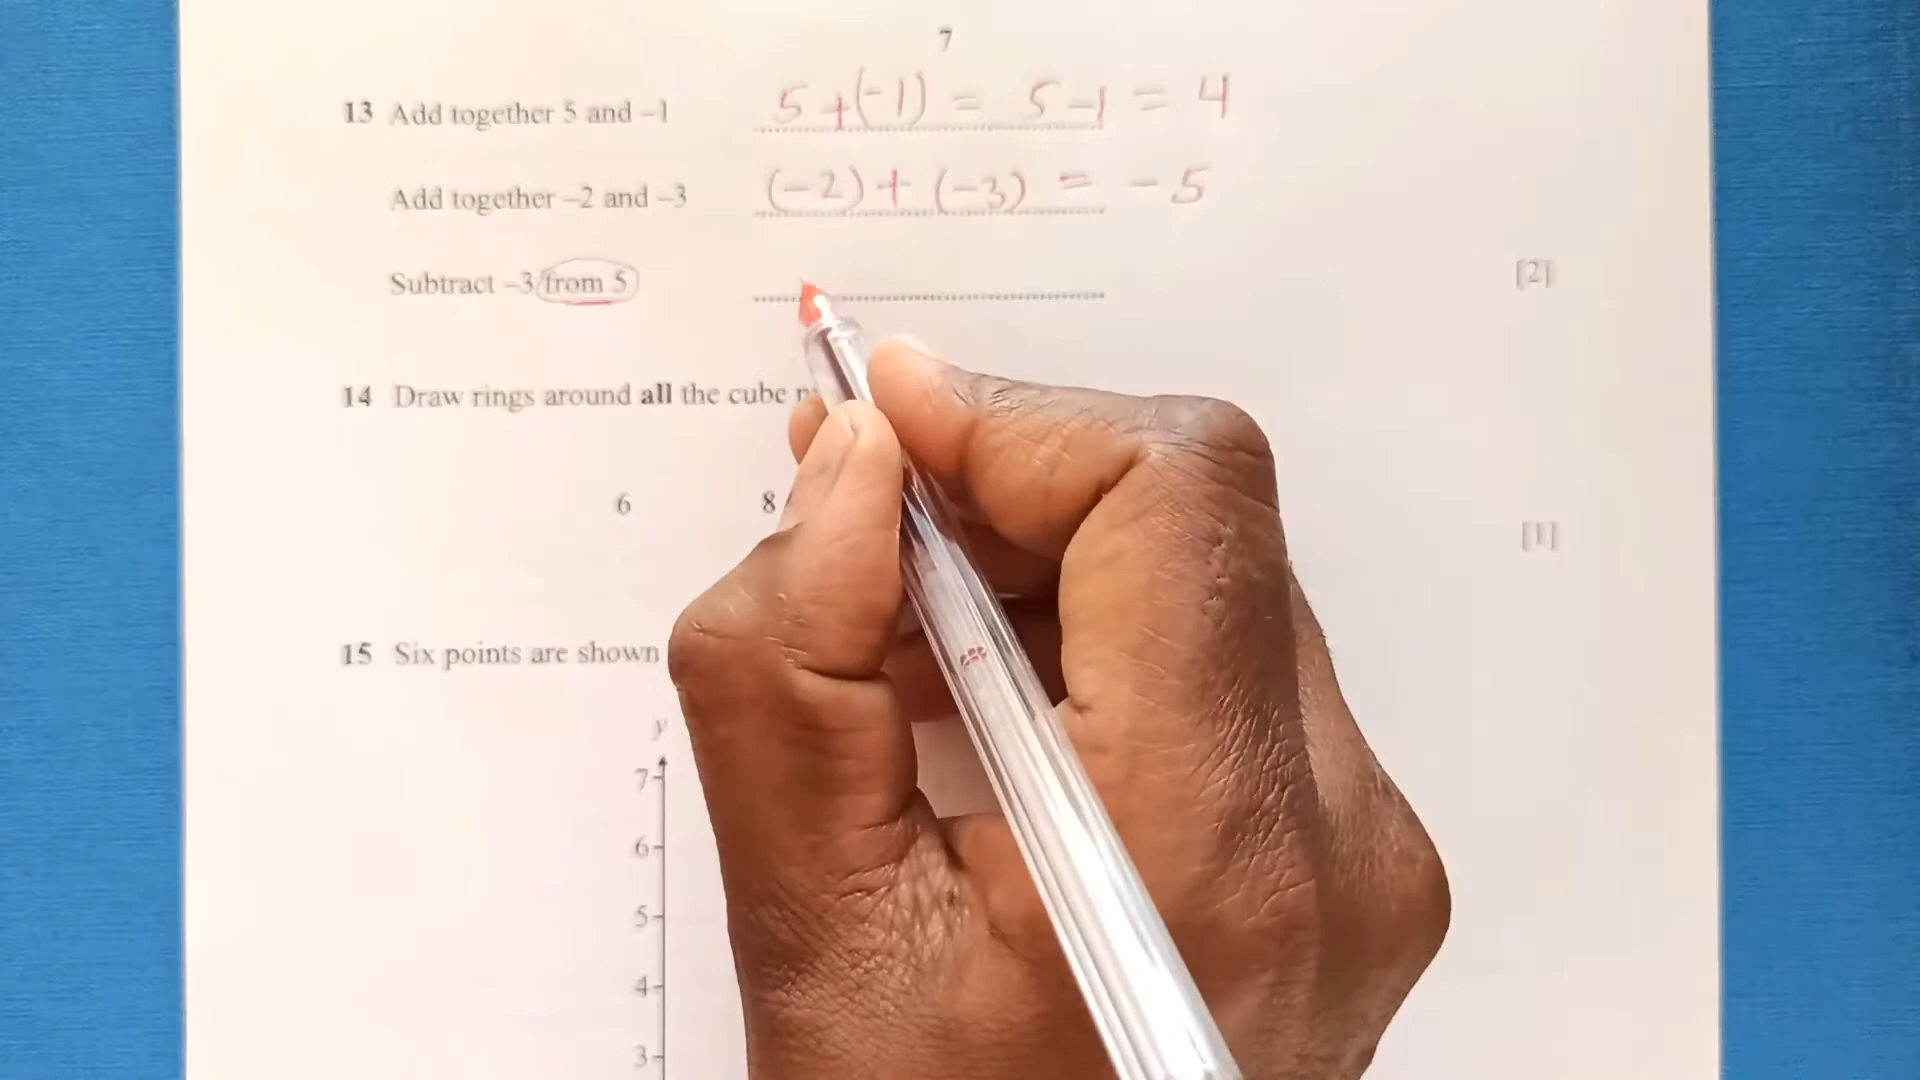 7
13 Add together 5 and –1 5+(-1) = 5-1 = 4
Add together –2 and –3 (-2)+(-3) = -5
Subtract –3 from 5 [2]
14 Draw rings around all the cube
6 8
[1]
15 Six points are shown
y
7
6
5
4
3